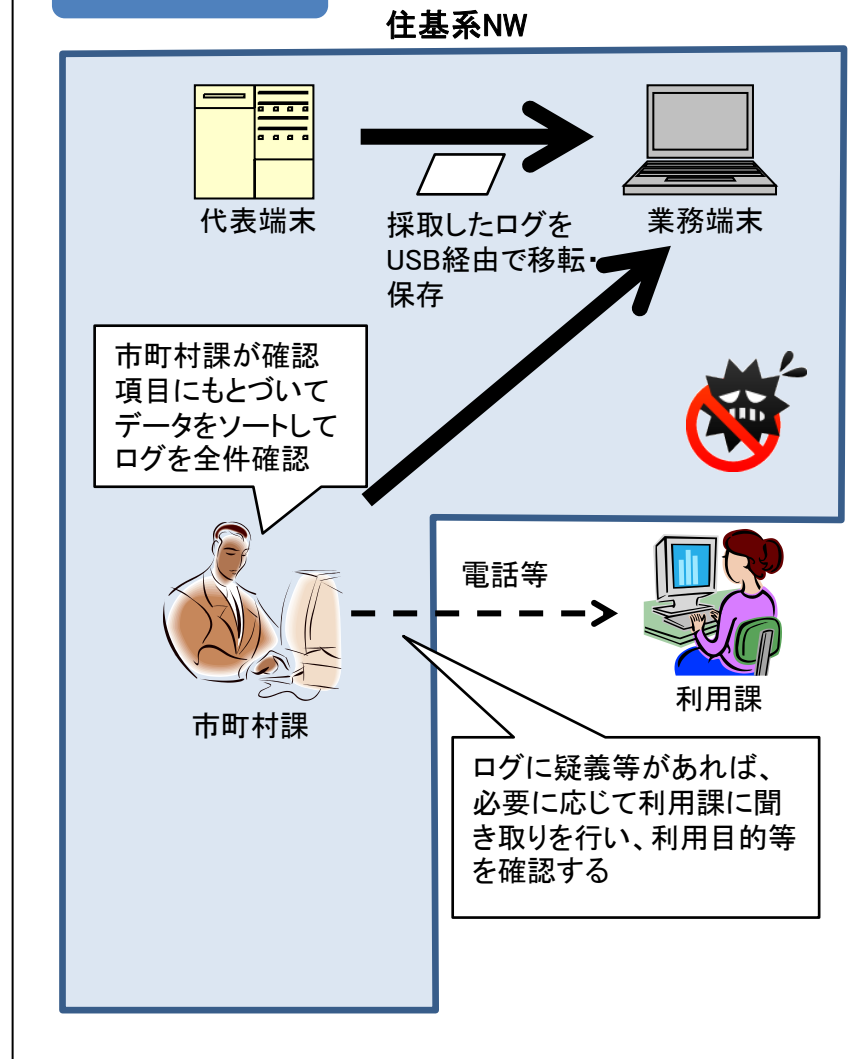 住基系NW
代表端末
採取したログを
USB経由で移転・
保存
業務端末
市町村課が確認
項目にもとづいて
データをソートして
ログを全件確認
電話等
市町村課
利用課
ログに疑義等があれば、
必要に応じて利用課に聞
き取りを行い、利用目的等
を確認する